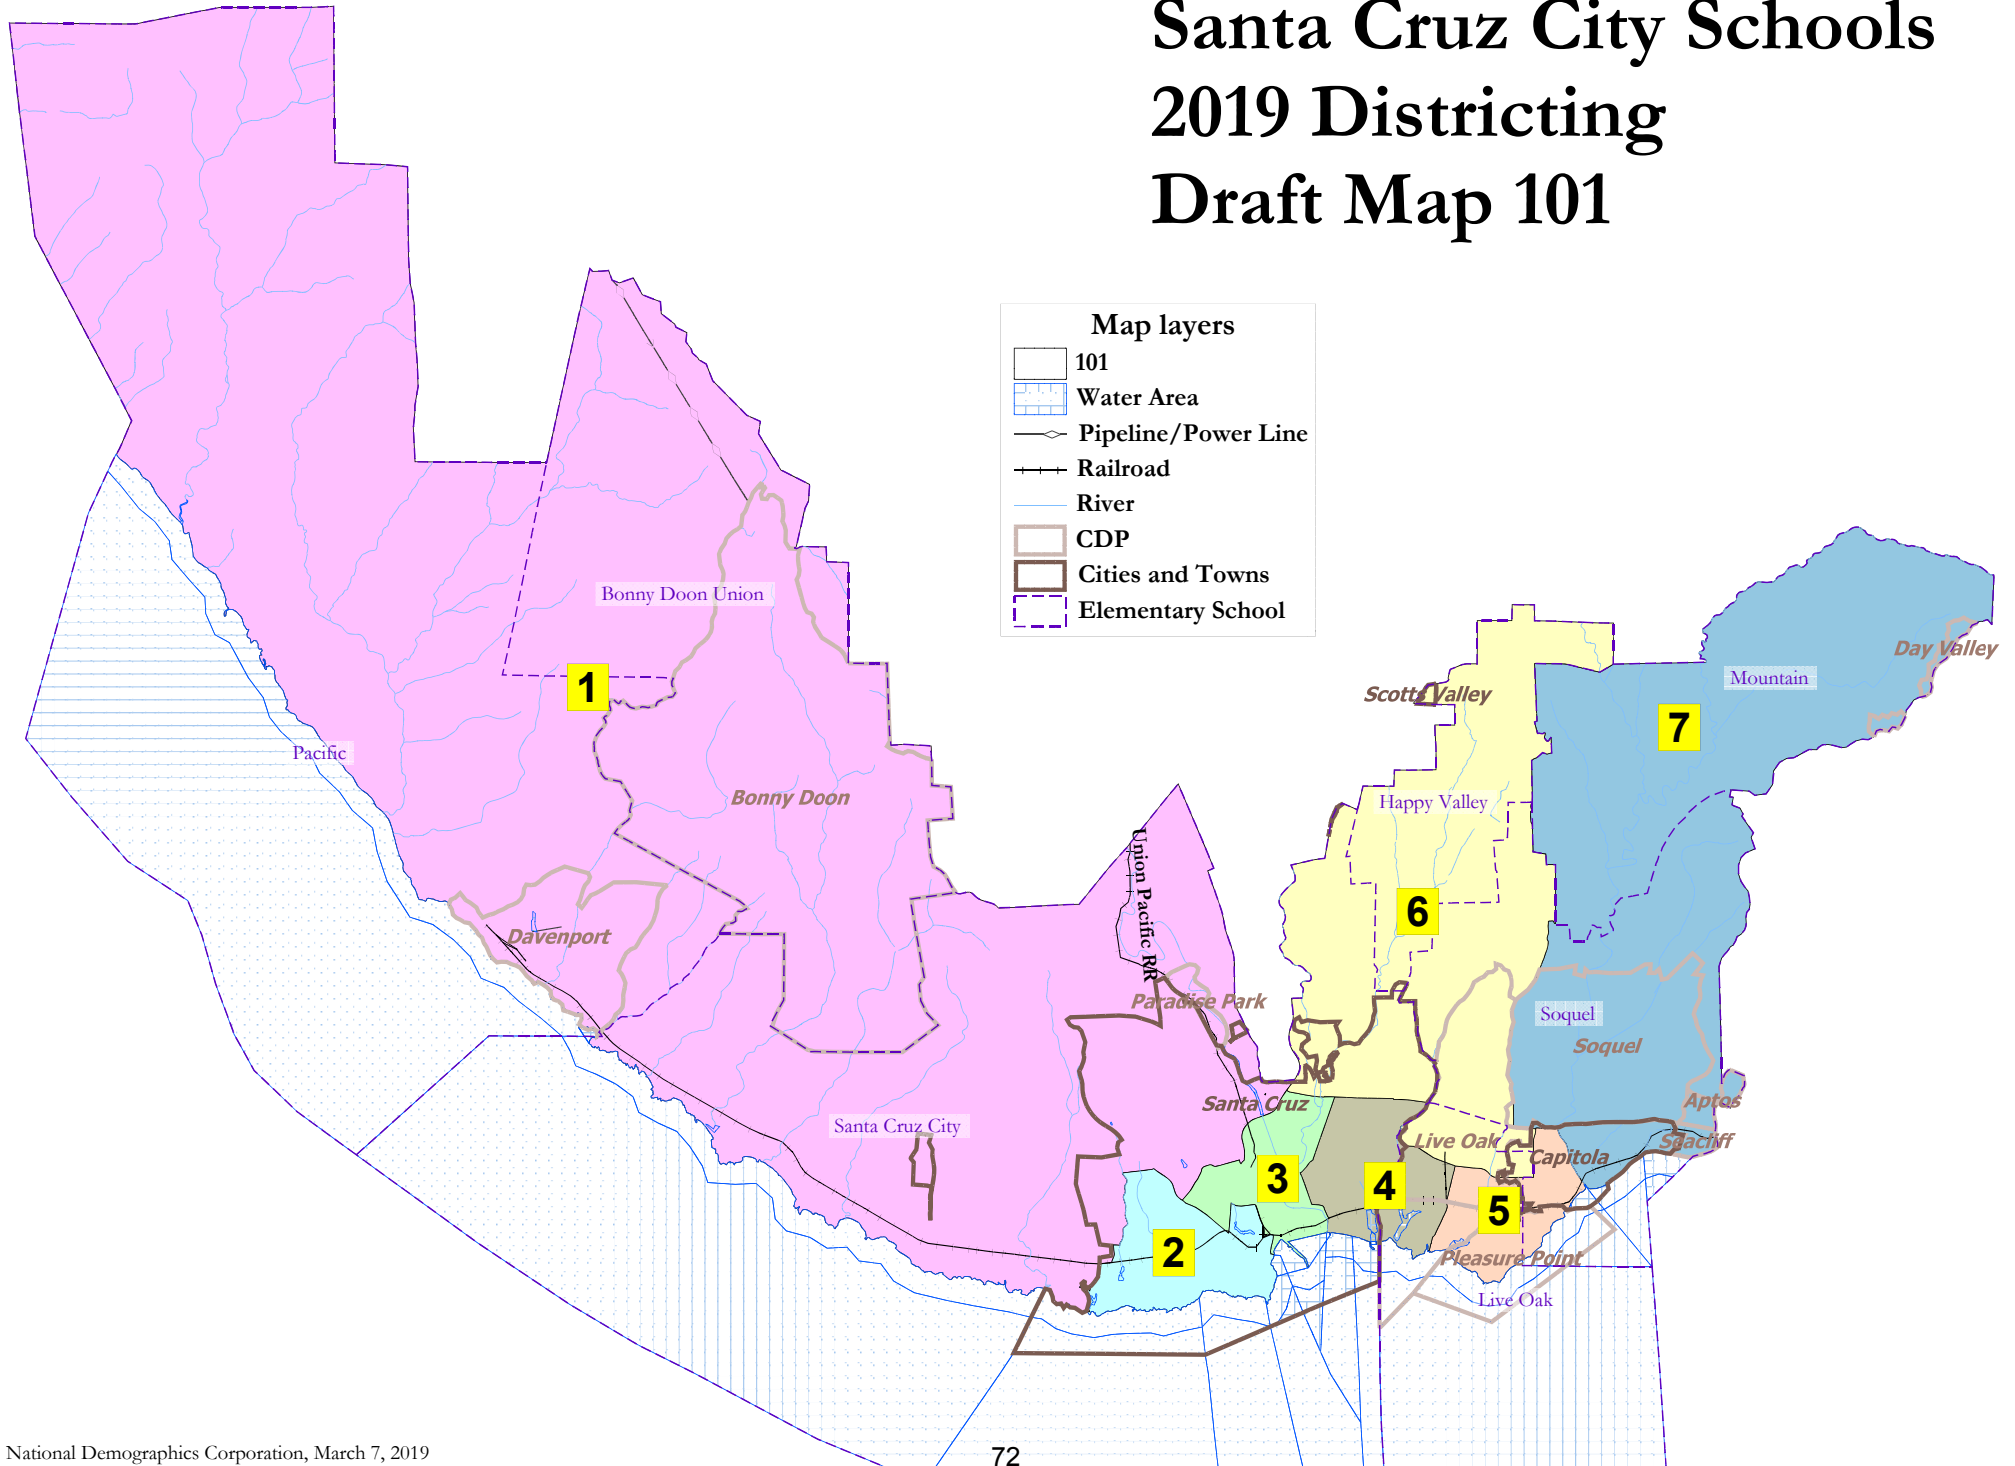 Santa Cruz City Schools
2019 Districting
Draft Map 101
Map layers
101
Water Area
Pipeline/Power Line
Railroad
River
CDP
Cities and Towns
Elementary School
Bonny Doon Union
1
Pacific
Bonny Doon
Davenport
Santa Cruz City
Union Pacific RR
Paradise Park
Santa Cruz
Scotts Valley
Happy Valley
6
Day Valley
Mountain
7
Soquel
Soquel
Aptos
Seacliff
Live Oak
Capitola
3
4
5
2
Pleasure Point
Live Oak
National Demographics Corporation, March 7, 2019
72